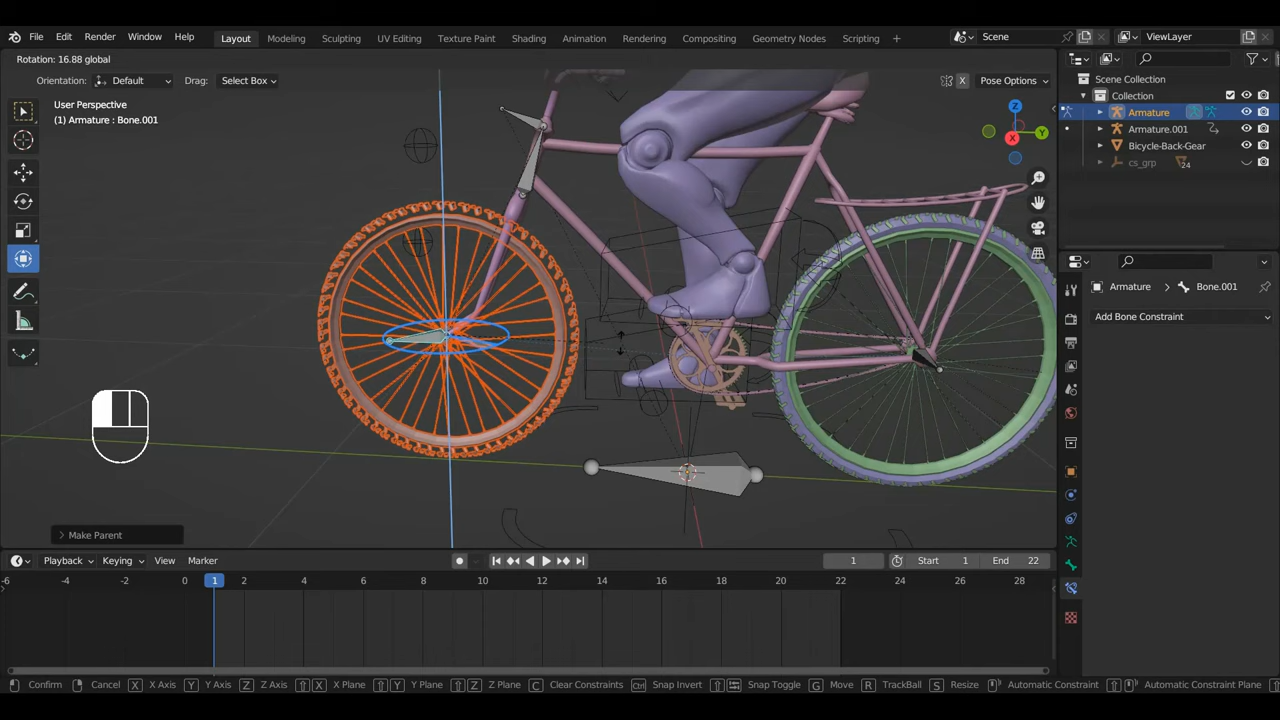 File Edit Render Window Help Layout Modeling Sculpting UV Editing Texture Paint Shading Animation Rendering Compositing Geometry Nodes Scripting + Scene ViewLayer
Rotation: 16.88 global
Orientation: Default Drag: Select Box X Pose Options
User Perspective
(1) Armature : Bone.001
Z
Y
X
Scene Collection
Collection
Armature
Armature.001
Bicycle-Back-Gear
cs_grp 24
Armature > Bone.001
Add Bone Constraint
> Make Parent
Playback Keying View Marker 1 Start 1 End 22
-6 -4 -2 0 1 2 4 6 8 10 12 14 16 18 20 22 24 26 28
Confirm Cancel X X Axis Y Y Axis Z Z Axis X X Plane Y Y Plane Z Z Plane C Clear Constraints Ctrl Snap Invert Snap Toggle G Move R TrackBall S Resize Automatic Constraint Automatic Constraint Plane